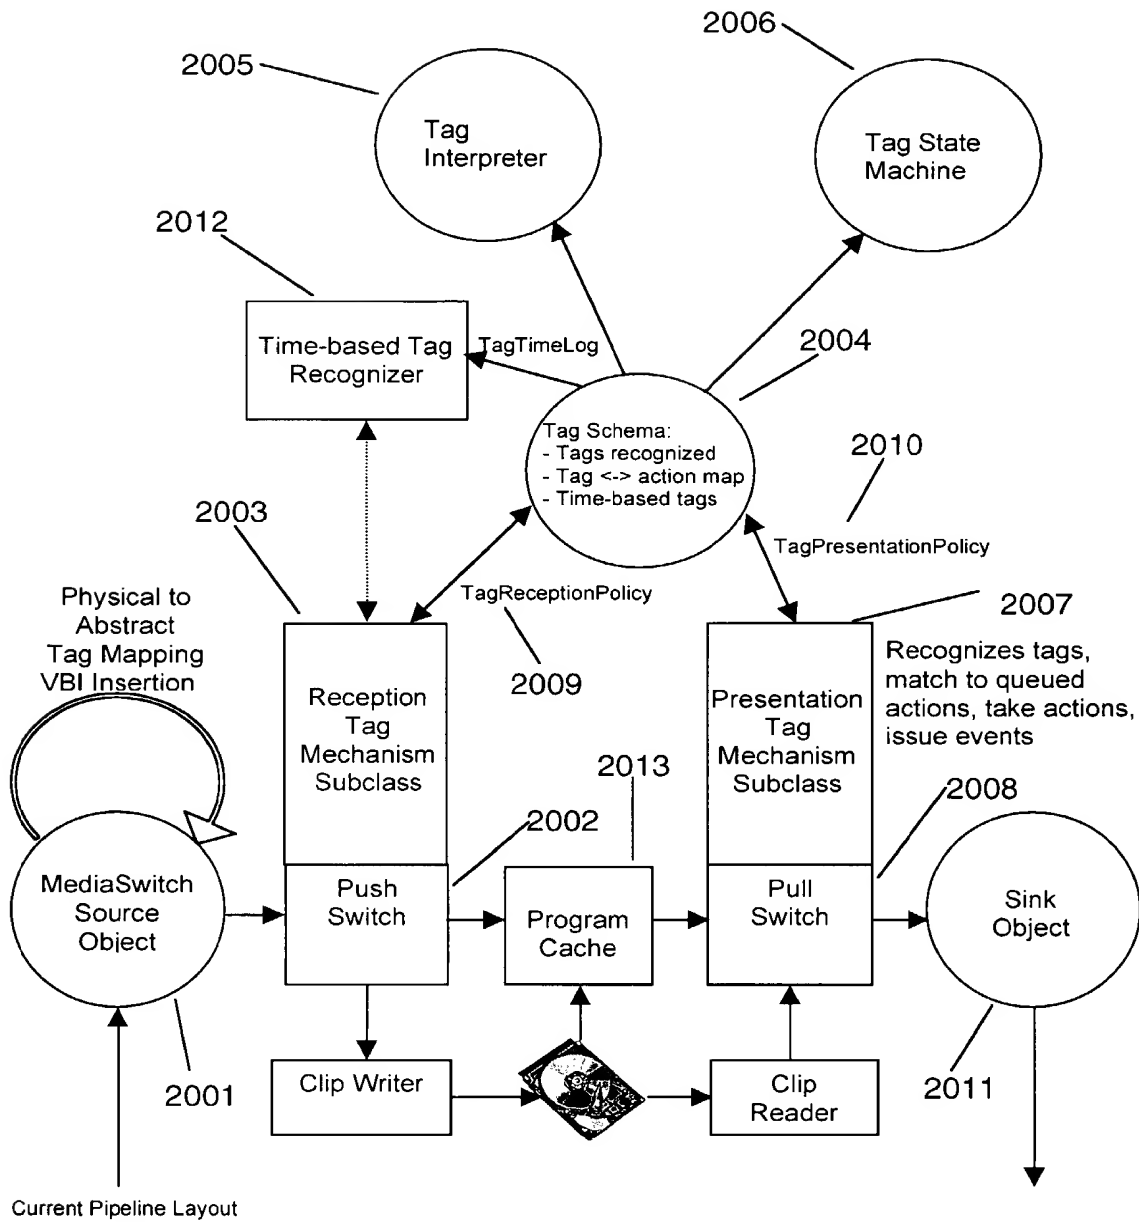 2006
2005
Tag
Interpreter
Tag State
Machine
2012
Time-based Tag
Recognizer
TagTimeLog
2004
Tag Schema:
- Tags recognized
- Tag <-> action map
- Time-based tags
2010
2003
TagPresentationPolicy
TagReceptionPolicy
Physical to
Abstract
Tag Mapping
VBI Insertion
2007
2009
Recognizes tags,
match to queued
actions, take actions,
issue events
Reception
Tag
Mechanism
Subclass
Presentation
Tag
Mechanism
Subclass
2013
2002
2008
MediaSwitch
Source
Object
Push
Switch
Program
Cache
Pull
Switch
Sink
Object
2001
Clip Writer
Clip
Reader
2011
Current Pipeline Layout